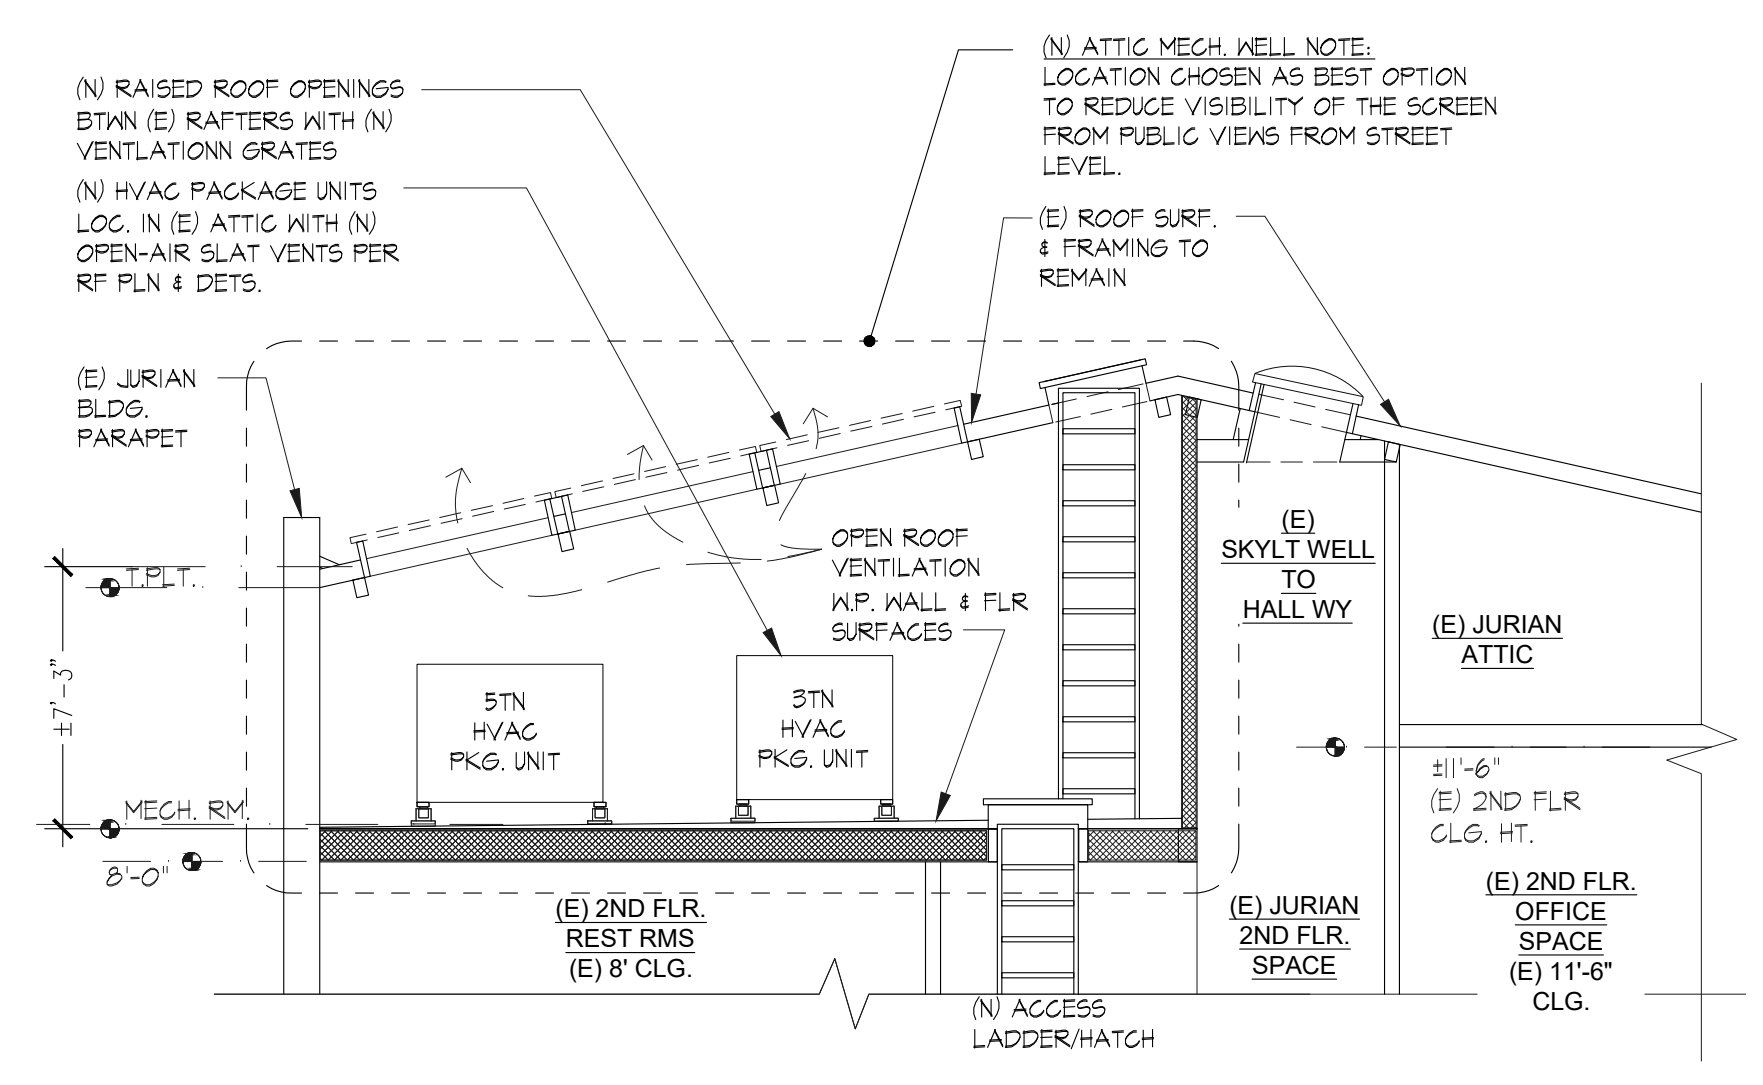 (N) RAISED ROOF OPENINGS
BTWN (E) RAFTERS WITH (N)
VENTLATIONN GRATES
(N) HVAC PACKAGE UNITS
LOC. IN (E) ATTIC WITH (N)
OPEN-AIR SLAT VENTS PER
RF PLN & DETS.
(N) ATTIC MECH. WELL NOTE:
LOCATION CHOSEN AS BEST OPTION
TO REDUCE VISIBILITY OF THE SCREEN
FROM PUBLIC VIEWS FROM STREET
LEVEL.
(E) ROOF SURF.
& FRAMING TO
REMAIN
(E) JURIAN
BLDG.
PARAPET
T.PLT.
±7'-3"
MECH. RM.
8'-0"
OPEN ROOF
VENTILATION
W.P. WALL & FLR
SURFACES
5TN
HVAC
PKG. UNIT
3TN
HVAC
PKG. UNIT
(E)
SKYLT WELL
TO
HALL WY
(E) JURIAN
ATTIC
±11'-6"
(E) 2ND FLR
CLG. HT.
(E) 2ND FLR.
REST RMS
(E) 8' CLG.
(E) JURIAN
2ND FLR.
SPACE
(E) 2ND FLR.
OFFICE
SPACE
(E) 11'-6"
CLG.
(N) ACCESS
LADDER/HATCH